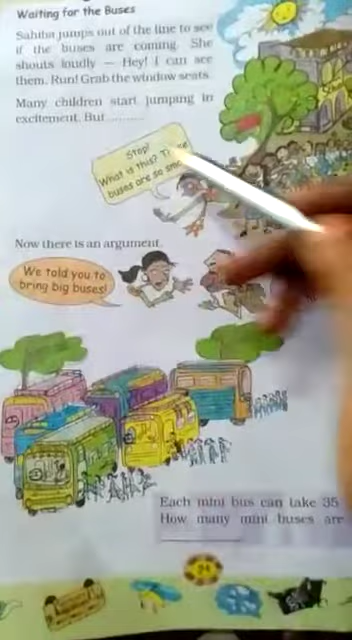 Waiting for the Buses
Sahiba jumps out of the line to see
if the buses are coming. She
shouts loudly — Hey! I can see
them. Run! Grab the window seats.
Many children start jumping in
excitement. But .........
Stop!
What is this?
buses are so
Now there is an argument.
We told you to
bring big buses!
Each mini bus can take 35
How many mini buses are
24